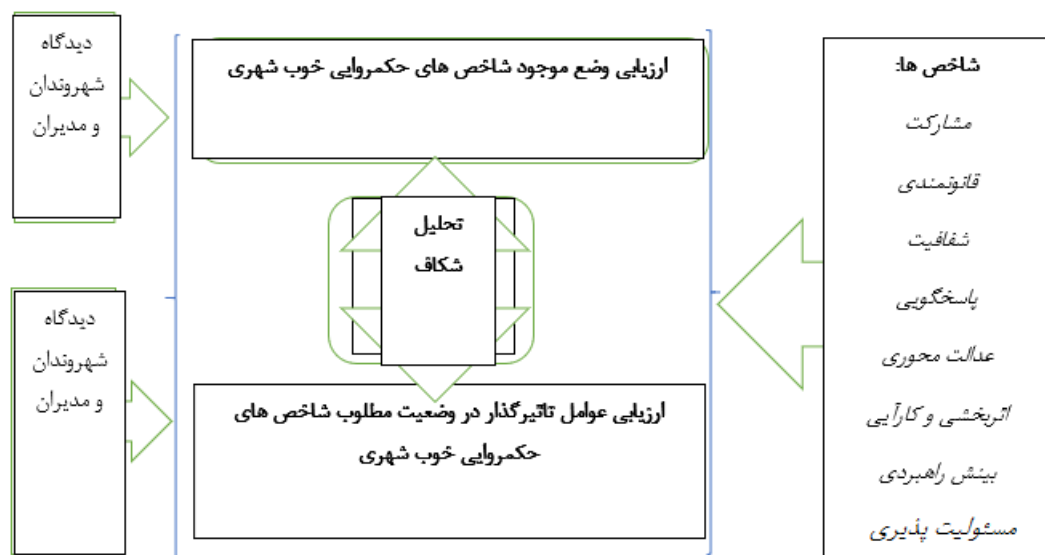 شاخص ها:
مشارکت
قانونمندی
شفافیت
پاسخگویی
عدالت محوری
اثربخشی و کارآیی
بینش راهبردی
مسئولیت پذیری
ارزیابی وضع موجود شاخص های حکمروایی خوب شهری
تحلیل
شکاف
ارزیابی عوامل تاثیرگذار در وضعیت مطلوب شاخص های
حکمروایی خوب شهری
دیدگاه
شهروندان
و مدیران
دیدگاه
شهروندان
و مدیران